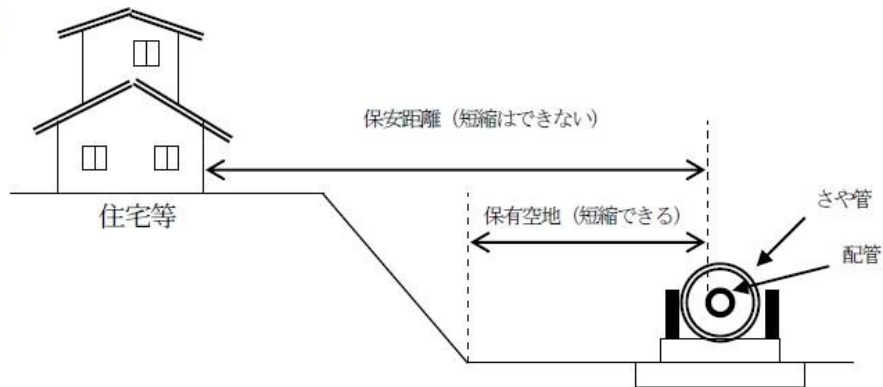 保安距離（短縮はできない）
住宅等
保有空地（短縮できる）
さや管
配管